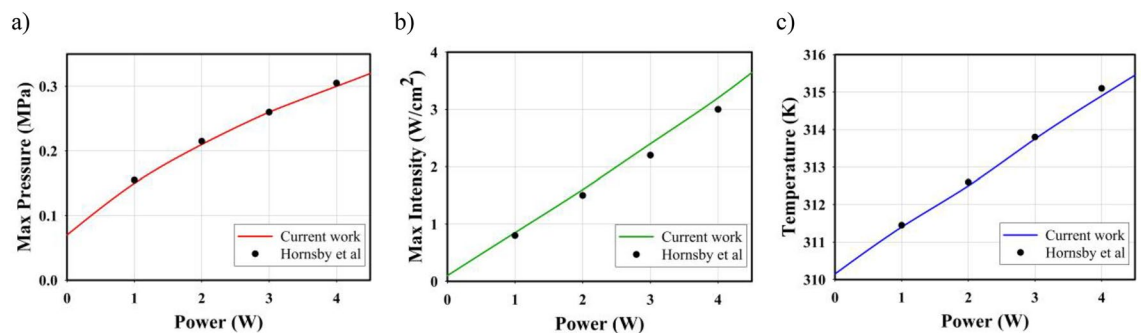 a)
Max Pressure (MPa)
0.3
0.2
0.1
0.0
0 1 2 3 4
Power (W)
Current work
Hornsby et al
b)
Max Intensity (W/cm²)
4
3
2
1
0
0 1 2 3 4
Power (W)
Current work
Hornsby et al
c)
Temperature (K)
316
315
314
313
312
311
310
0 1 2 3 4
Power (W)
Current work
Hornsby et al